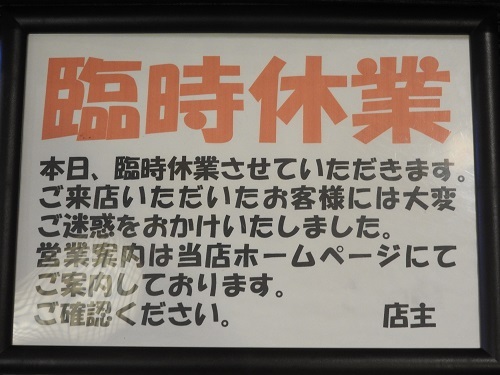 臨時休業
本日、臨時休業させていただきます。
ご来店いただいたお客様には大変
ご迷惑をおかけいたしました。
営業案内は当店ホームページにて
ご案内しております。
ご確認ください。 店主